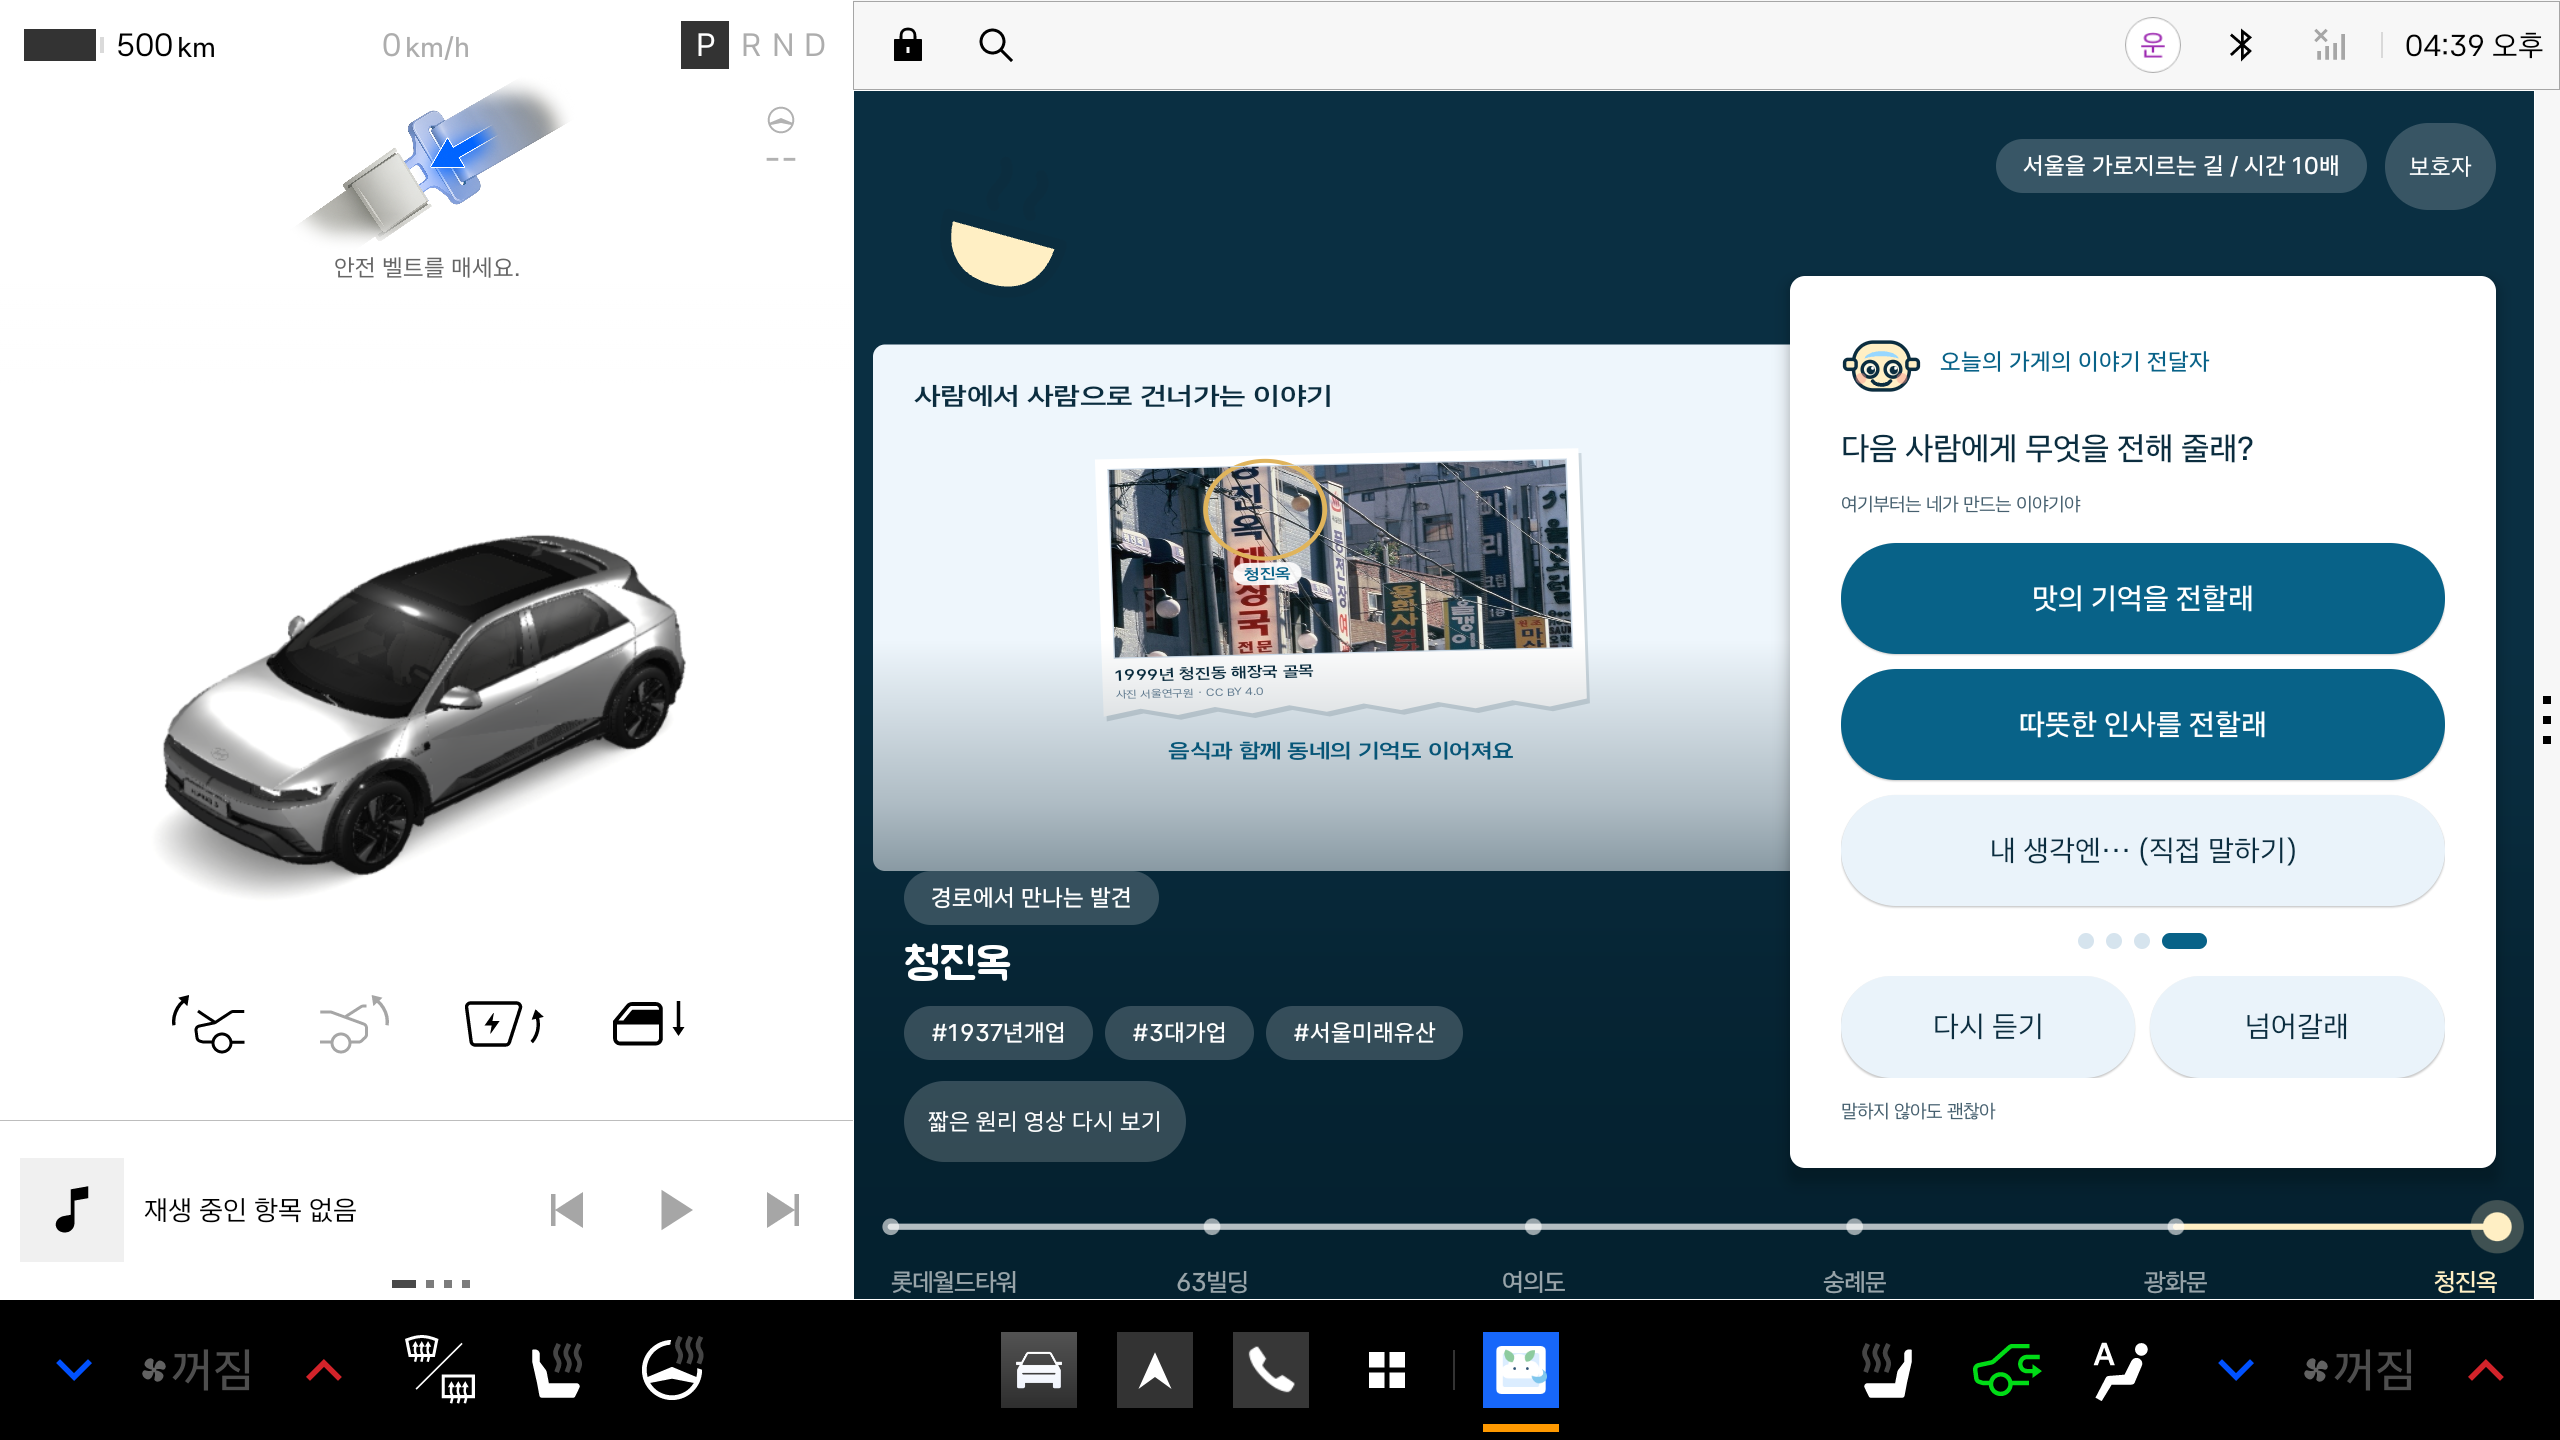 500 km
0 km/h
P R N D
안전 벨트를 매세요.
재생 중인 항목 없음
운
04:39 오후
서울을 가로지르는 길 / 시간 10배
보호자
사람에서 사람으로 건너가는 이야기
청진옥
해장국
전문
청진옥
1999년 청진동 해장국 골목
사진 서울연구원 · CC BY 4.0
음식과 함께 동네의 기억도 이어져요
경로에서 만나는 발견
청진옥
#1937년개업
#3대가업
#서울미래유산
짧은 원리 영상 다시 보기
오늘의 가게의 이야기 전달자
다음 사람에게 무엇을 전해 줄래?
여기부터는 네가 만드는 이야기야
맛의 기억을 전할래
따뜻한 인사를 전할래
내 생각엔… (직접 말하기)
다시 듣기
넘어갈래
말하지 않아도 괜찮아
롯데월드타워
63빌딩
여의도
숭례문
광화문
청진옥
꺼짐
A
꺼짐